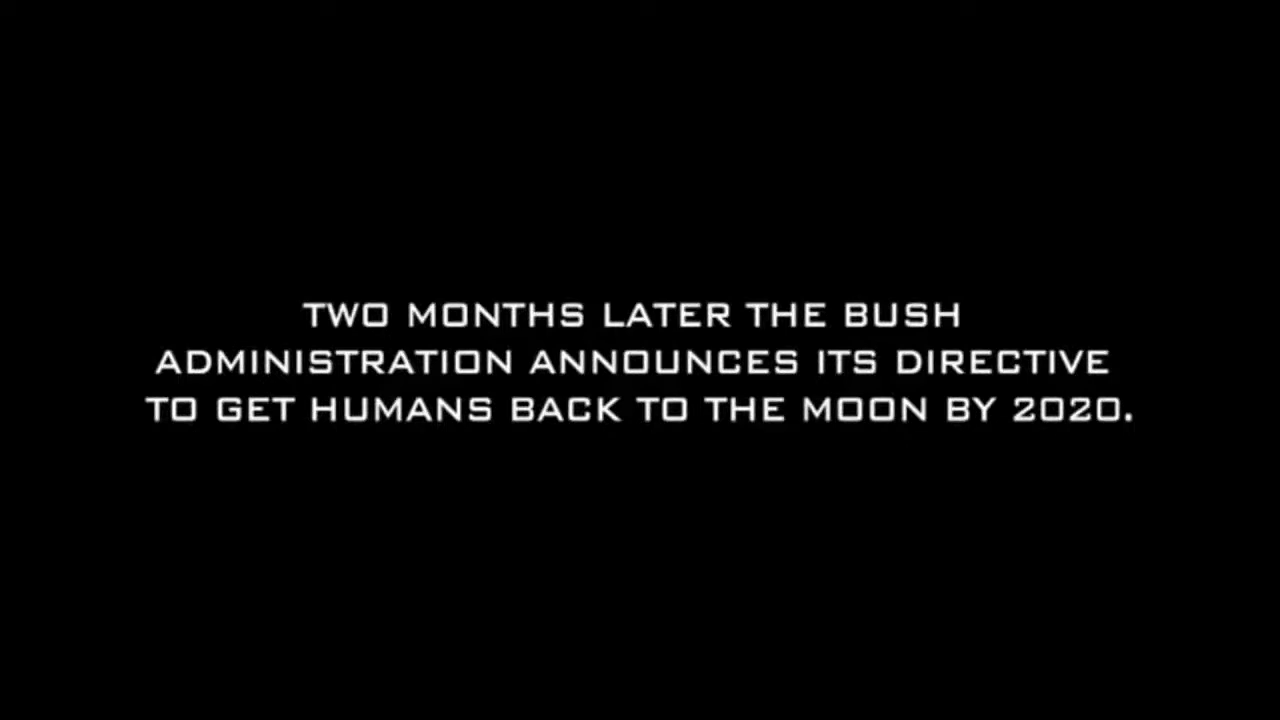 TWO MONTHS LATER THE BUSH
ADMINISTRATION ANNOUNCES ITS DIRECTIVE
TO GET HUMANS BACK TO THE MOON BY 2020.